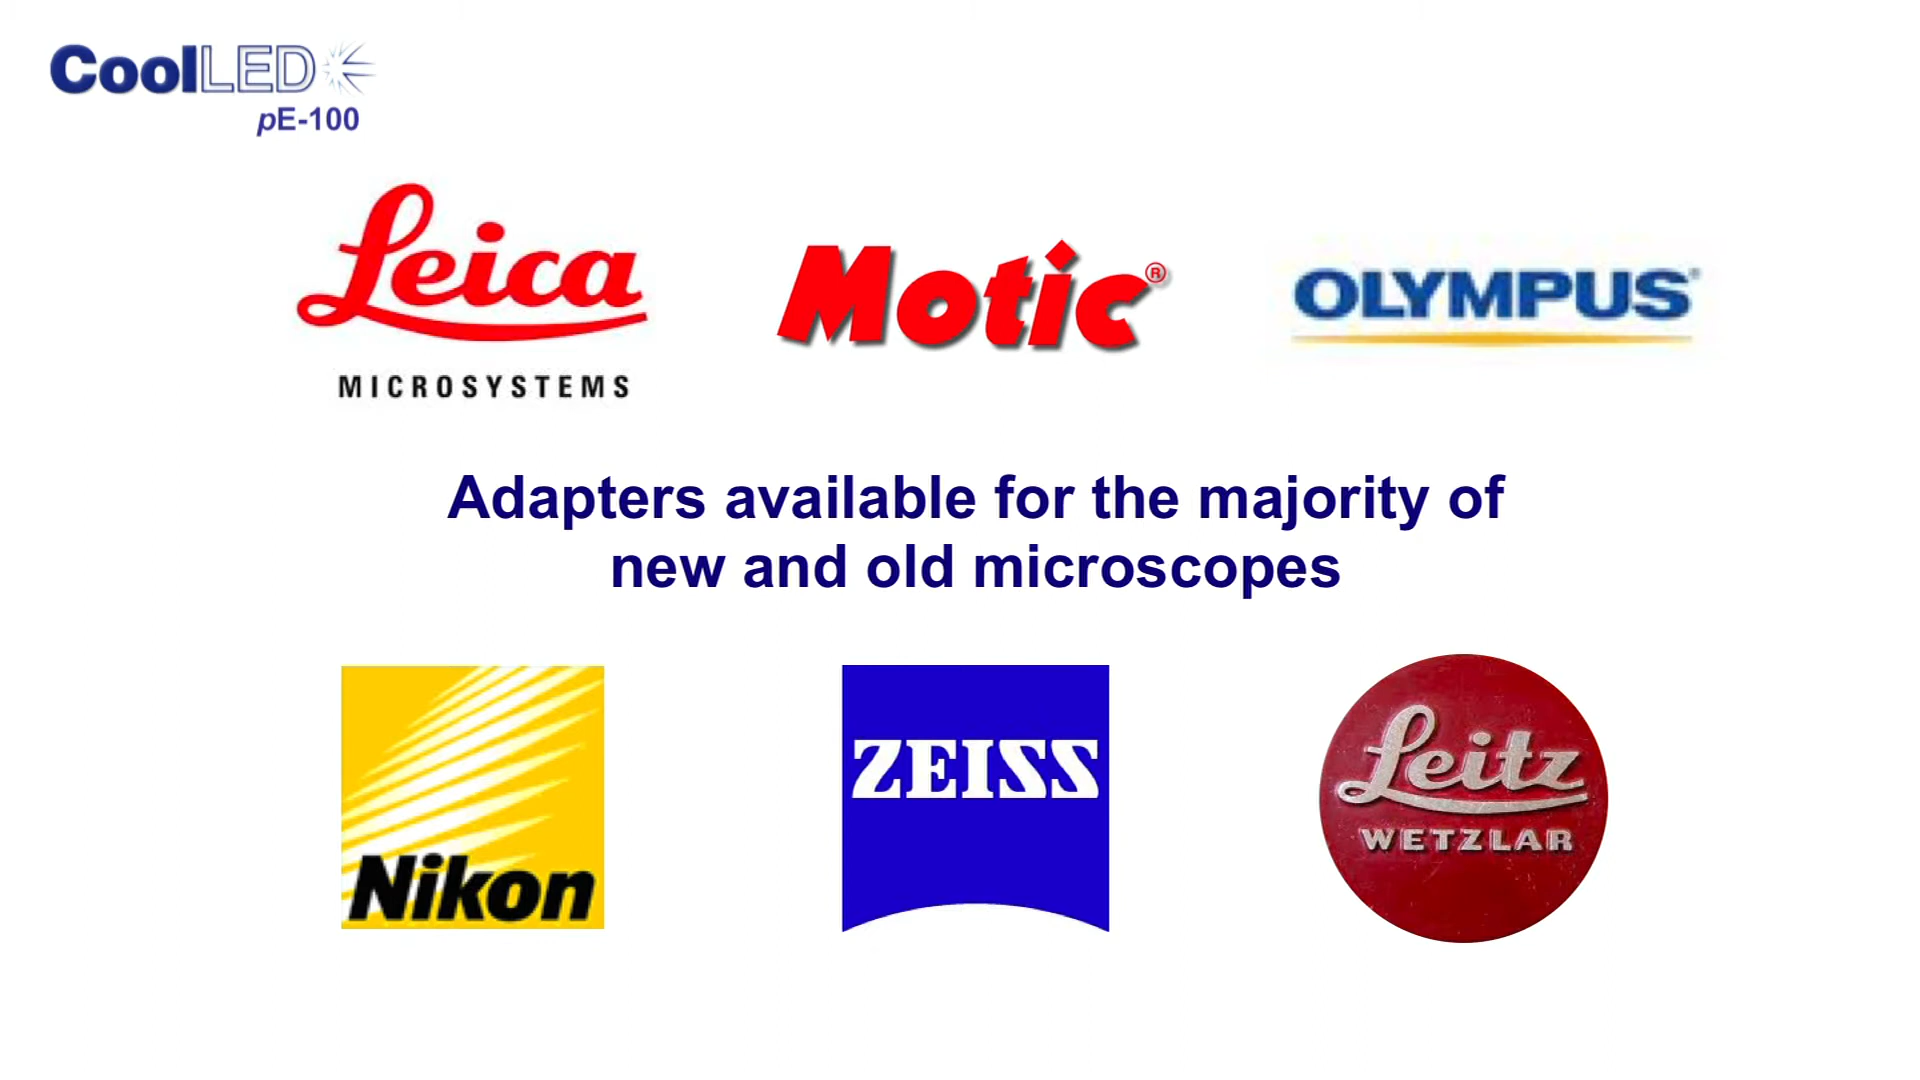 CoolLED
pE-100
Leica
MICROSYSTEMS
Motic®
OLYMPUS®
Adapters available for the majority of
new and old microscopes
Nikon
ZEISS
Leitz
WETZLAR